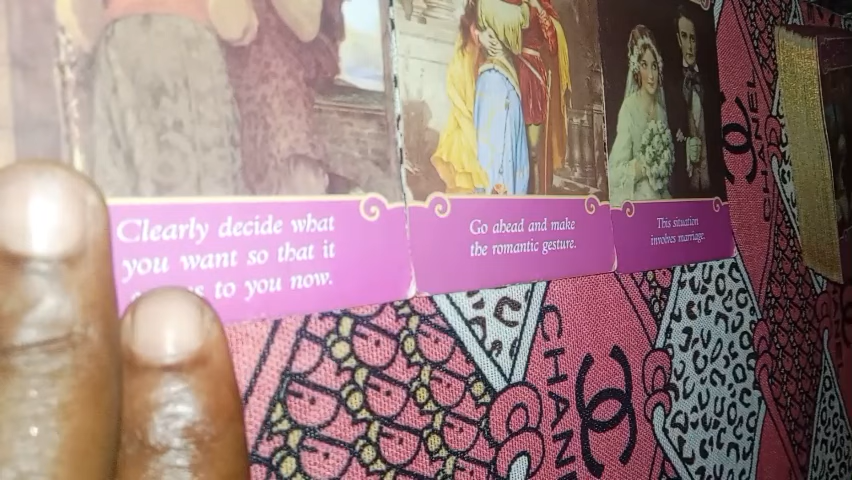 Clearly decide what
you want so that it
to you now.
Go ahead and make
the romantic gesture.
This situation
involves marriage.
CHANEL
CHANEL